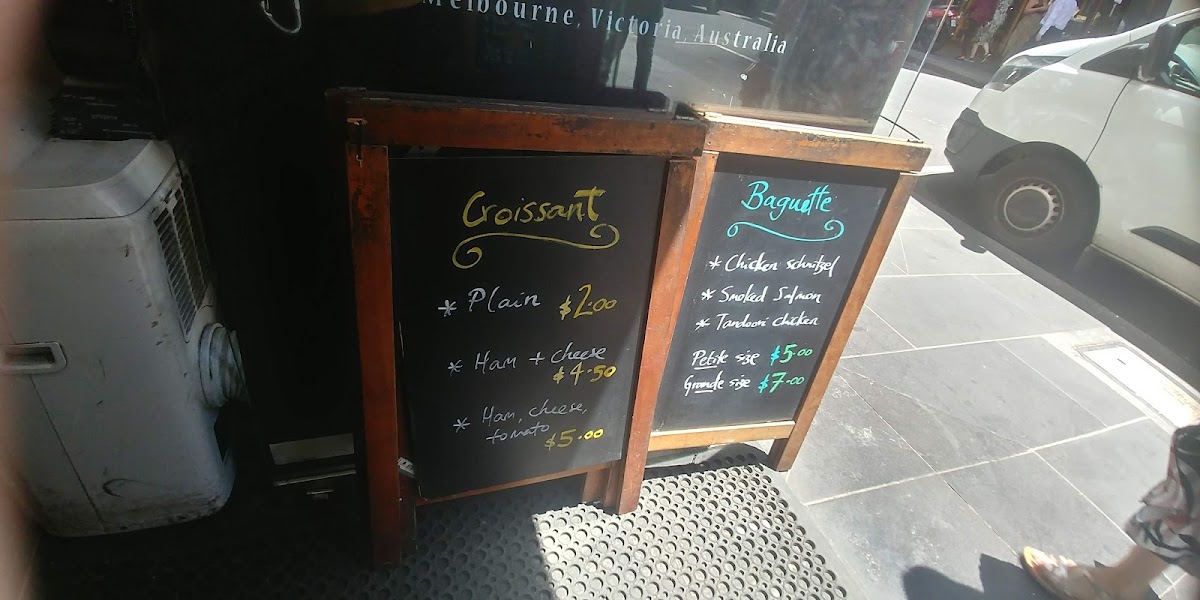 Melbourne, Victoria, Australia
Croissant
* Plain $2.00
* Ham + cheese
$4.50
* Ham, cheese,
tomato $5.00
Baguette
* Chicken schnitzel
* Smoked Salmon
* Tandoori chicken
Petite size $5.00
Grande size $7.00